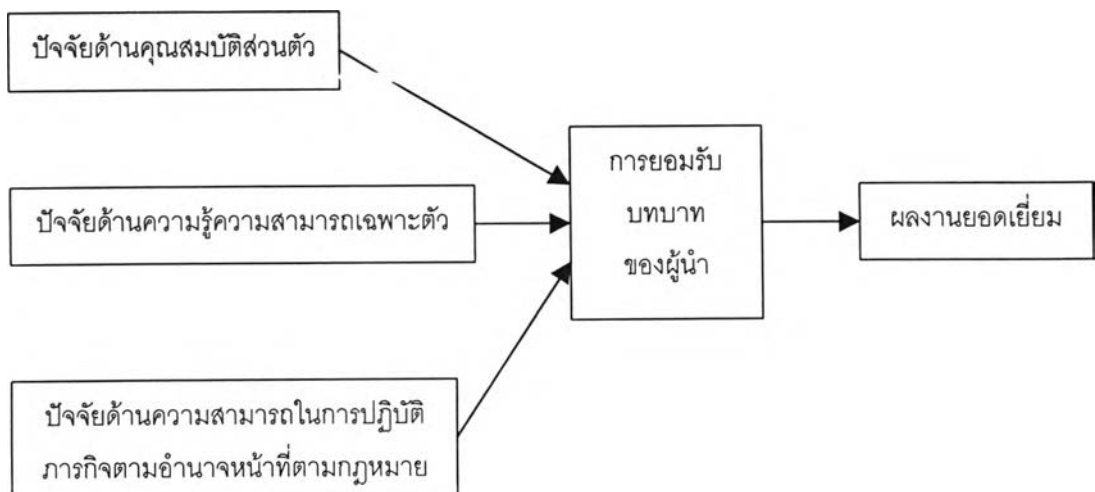 ปัจจัยด้านคุณสมบัติส่วนตัว
ปัจจัยด้านความรู้ความสามารถเฉพาะตัว
ปัจจัยด้านความสามารถในการปฏิบัติ
ภารกิจตามอำนาจหน้าที่ตามกฎหมาย
การยอมรับ
บทบาท
ของผู้นำ
ผลงานยอดเยี่ยม